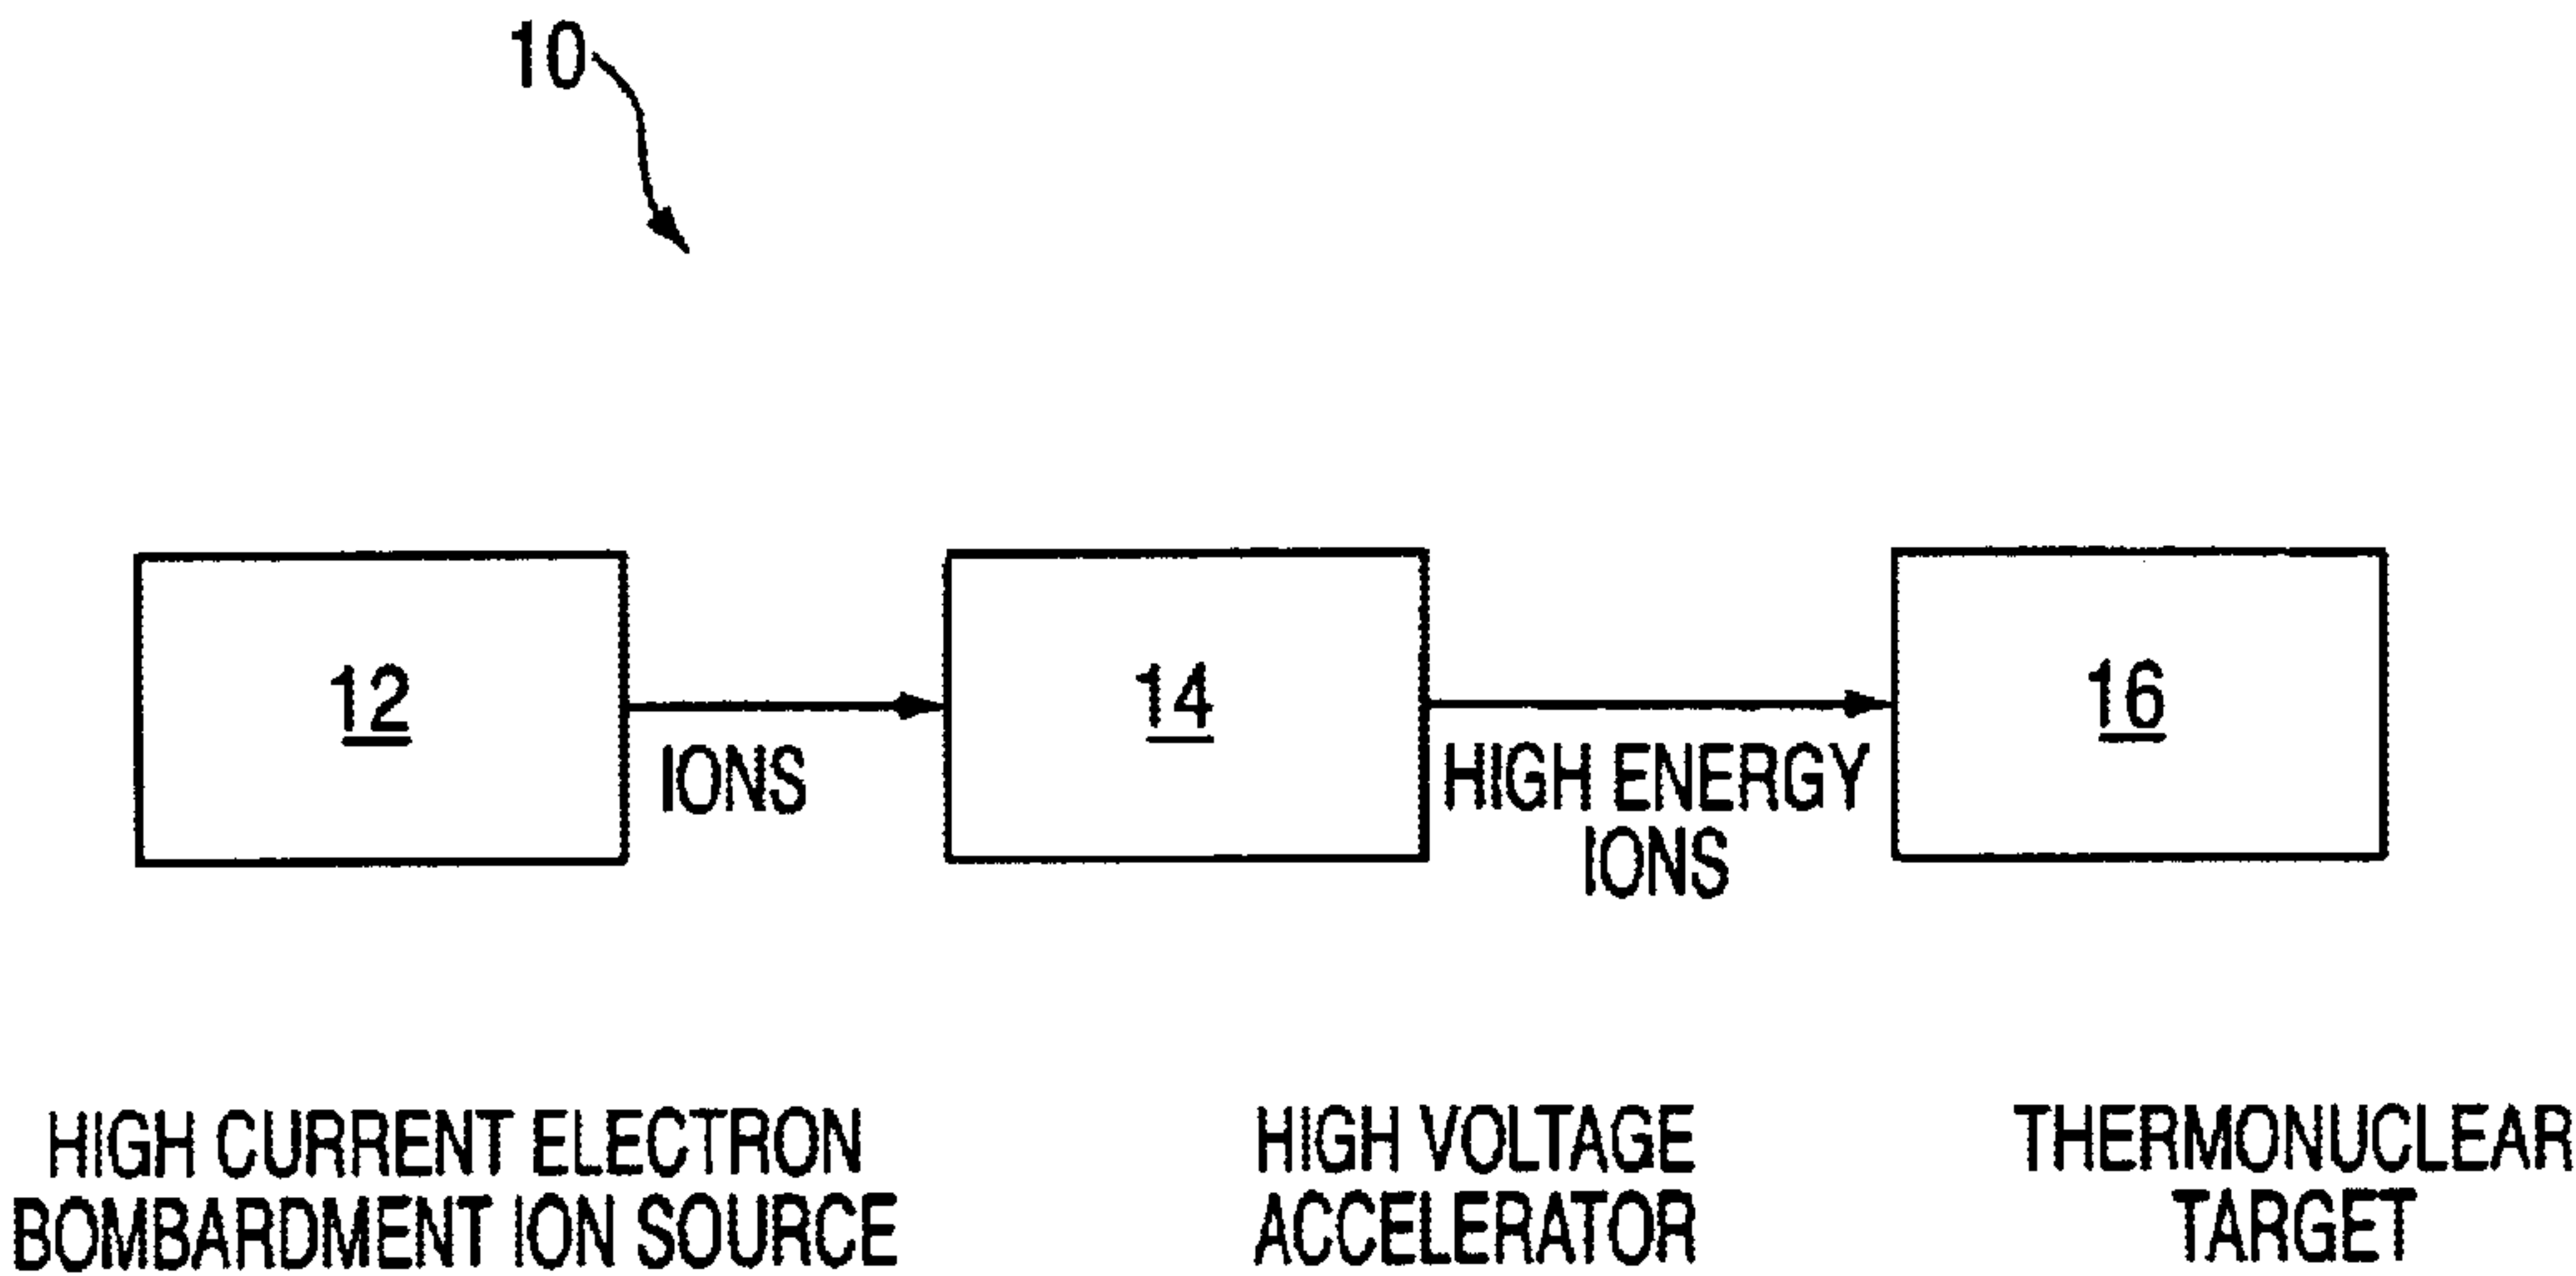 10
12
14
16
IONS
HIGH ENERGY
IONS
HIGH CURRENT ELECTRON
BOMBARDMENT ION SOURCE
HIGH VOLTAGE
ACCELERATOR
THERMONUCLEAR
TARGET